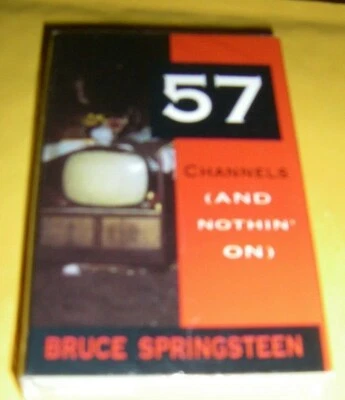 57
CHANNELS
(AND
NOTHIN'
ON)
BRUCE SPRINGSTEEN